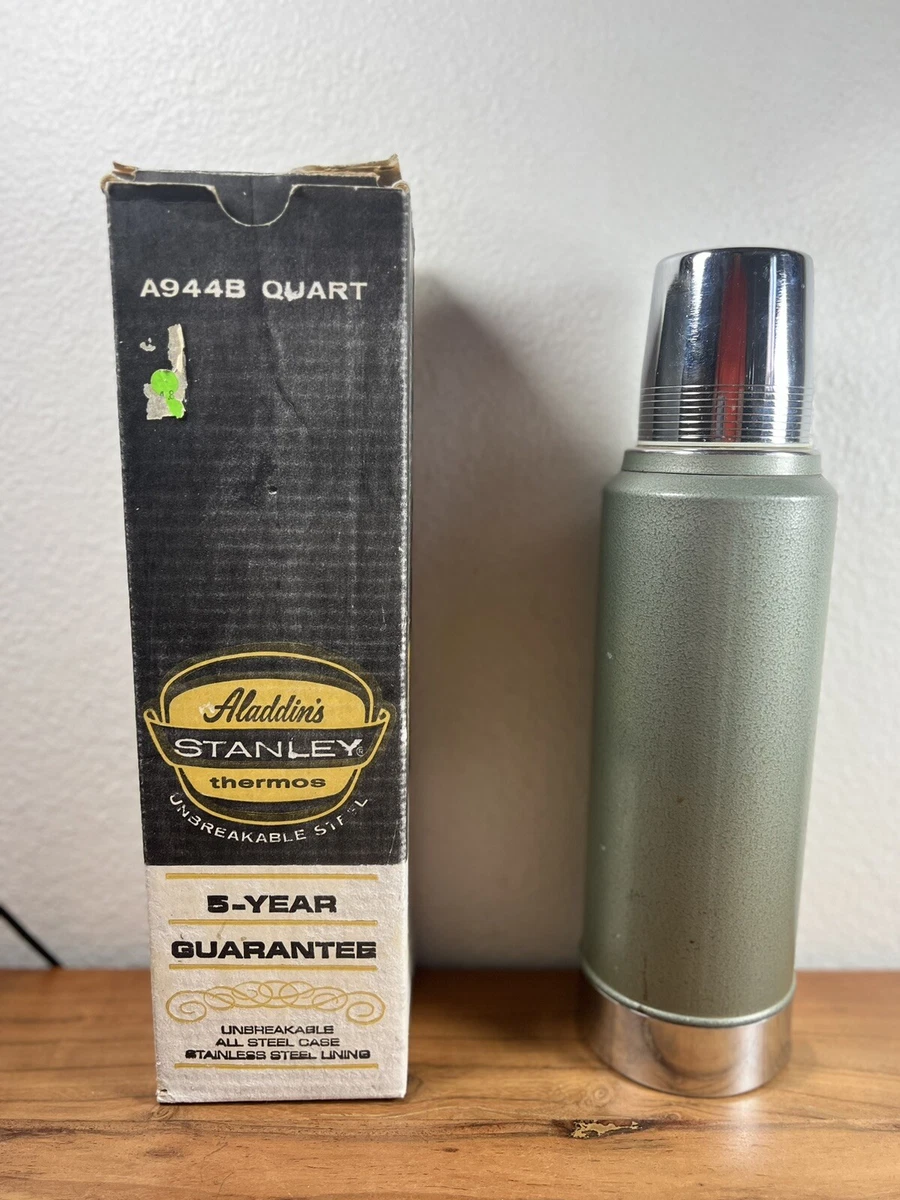 A944B QUART
Aladdin's
STANLEY®
thermos
UNBREAKABLE STEEL
5-YEAR
GUARANTEE
UNBREAKABLE
ALL STEEL CASE
STAINLESS STEEL LINING